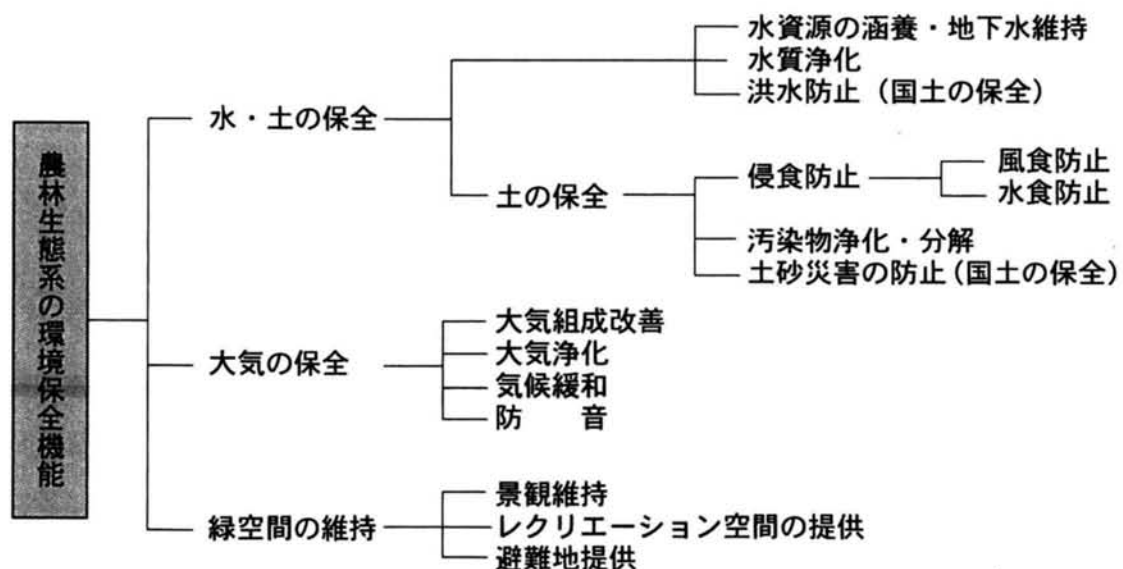 農林生態系の環境保全機能
水・土の保全
水資源の涵養・地下水維持
水質浄化
洪水防止（国土の保全）
土の保全
侵食防止
風食防止
水食防止
汚染物浄化・分解
土砂災害の防止（国土の保全）
大気の保全
大気組成改善
大気浄化
気候緩和
防　　音
緑空間の維持
景観維持
レクリエーション空間の提供
避難地提供